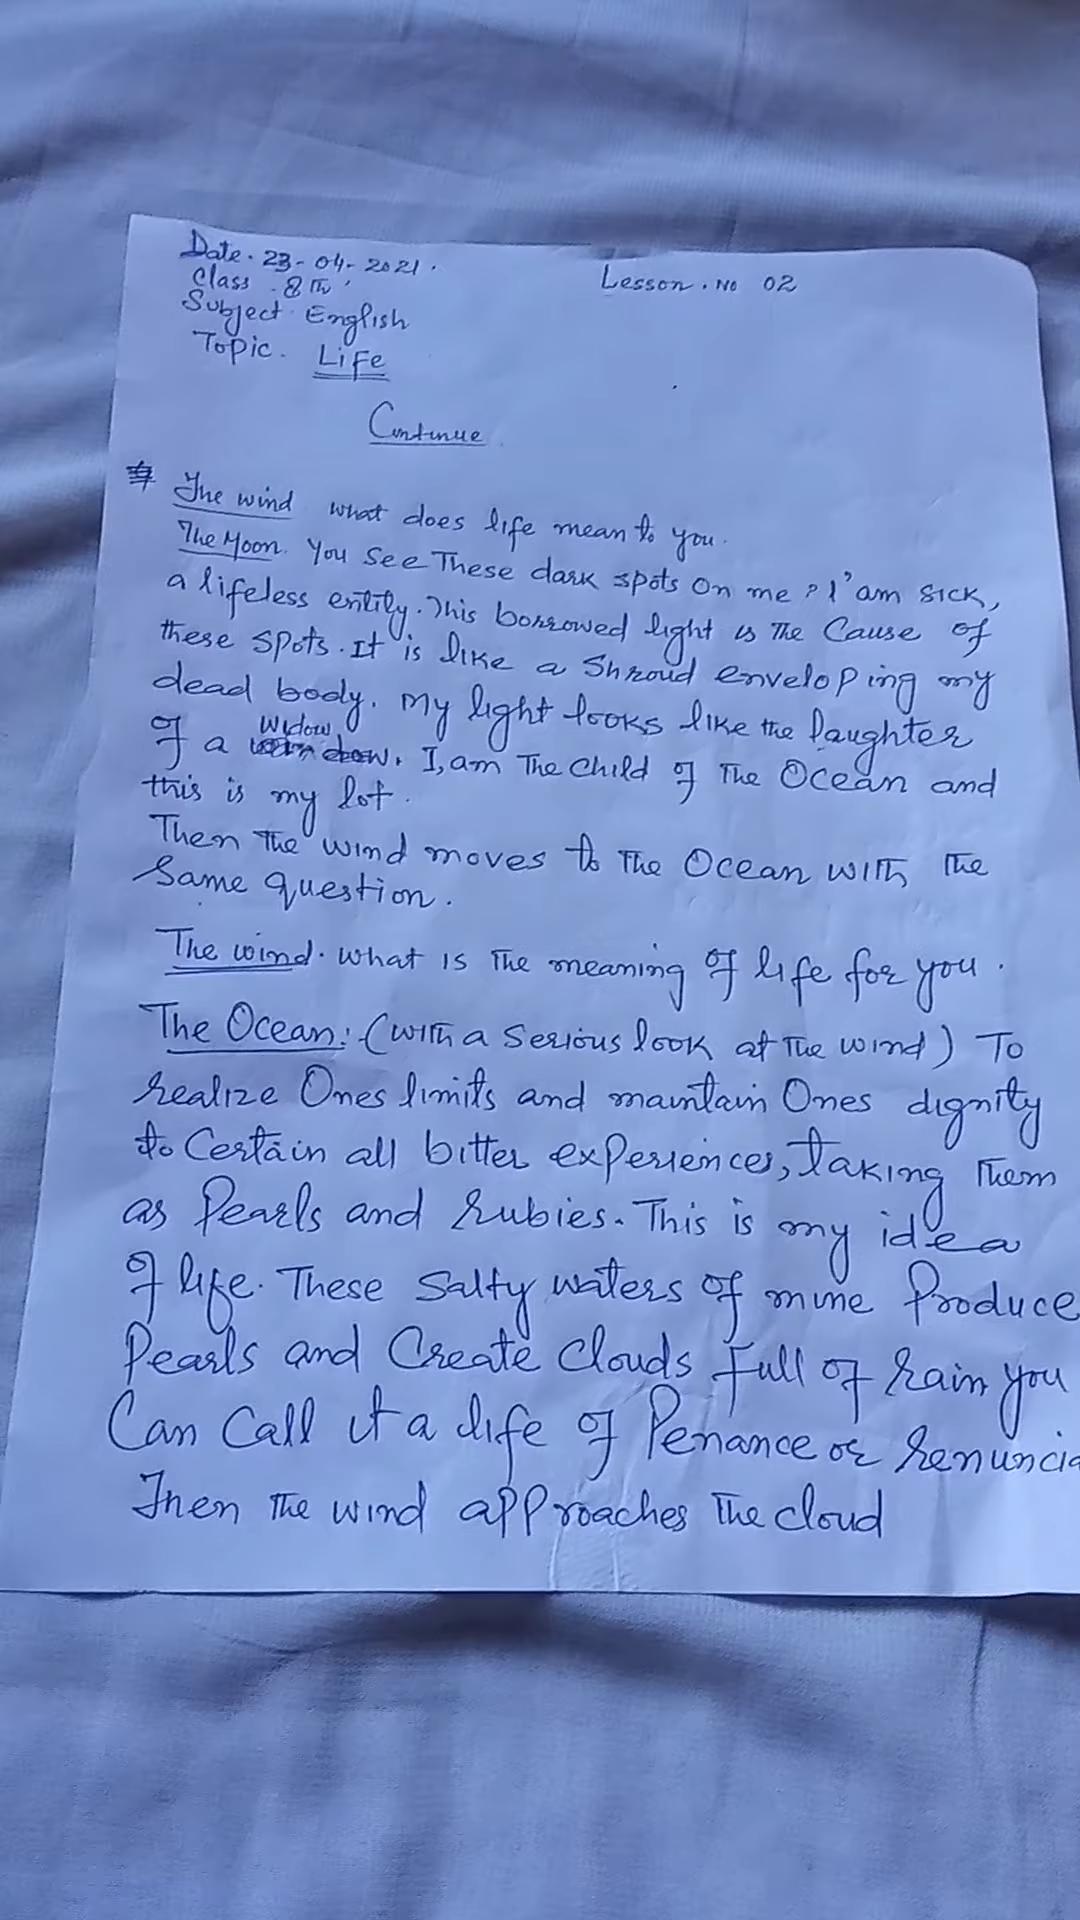 Date. 23-04-2021.
Lesson. No 02
Class. 8Th
Subject English
Topic. Life
Continue
The wind what does life mean to you.
The Moon. You see These dark spots on me ? I'am sick,
a lifeless entity. This borrowed light is The Cause of
these spots. It is like a Shroud enveloping my
dead body. My light looks like the laughter
of a widow. I, am The Child of The Ocean and
this is my lot.
Then The wind moves to The Ocean with The
Same question.
The wind. What is The meaning of life for you.
The Ocean: (with a serious look at The wind) To
realize Ones limits and maintain Ones dignity
to Certain all bitter experiences, taking Them
as Pearls and rubies. This is my idea
of life. These Salty waters of mine Produce
Pearls and Create Clouds Full of rain you
Can Call it a life of Penance or renuncia
Then The wind approaches The cloud